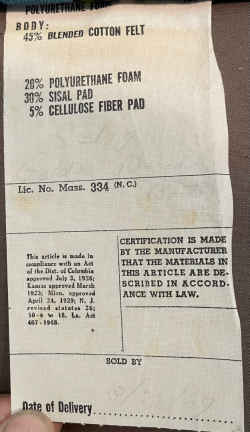 POLYURETHANE FOAM
BODY:
45% BLENDED COTTON FELT
20% POLYURETHANE FOAM
30% SISAL PAD
5% CELLULOSE FIBER PAD
Lic. No. Mass. 334 (N.C.)
This article is made in
compliance with an Act
of the Dist. of Columbia
approved July 3, 1926;
Kansas approved March
1923; Minn. approved
April 24, 1929; N. J.
revised statutes 26;
10-6 to 18. La. Act
467-1948.
CERTIFICATION IS MADE
BY THE MANUFACTURER
THAT THE MATERIALS IN
THIS ARTICLE ARE DE-
SCRIBED IN ACCORD-
ANCE WITH LAW.
SOLD BY
Date of Delivery